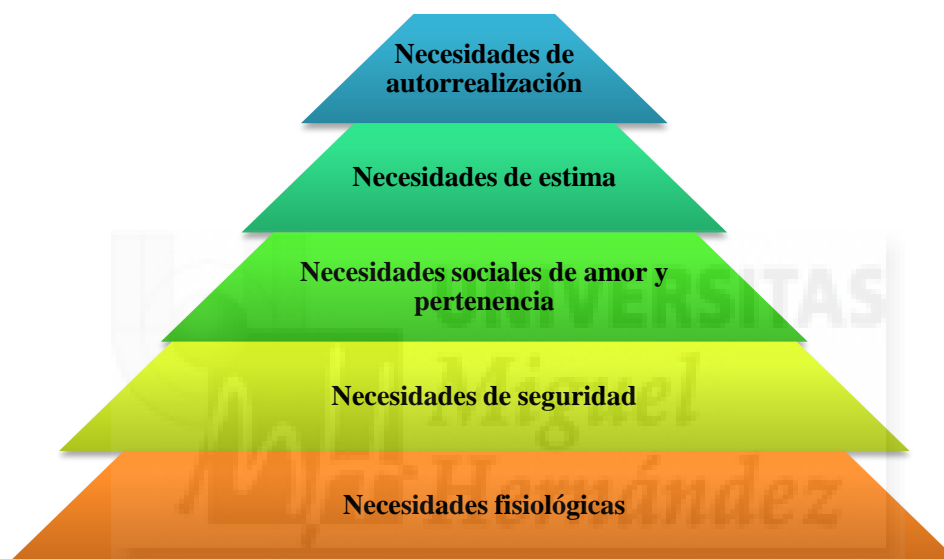 Necesidades de
autorrealización
Necesidades de estima
Necesidades sociales de amor y
pertenencia
UNIVERSITAS
Necesidades de seguridad
Miguel
Necesidades fisiológicas
Hernández